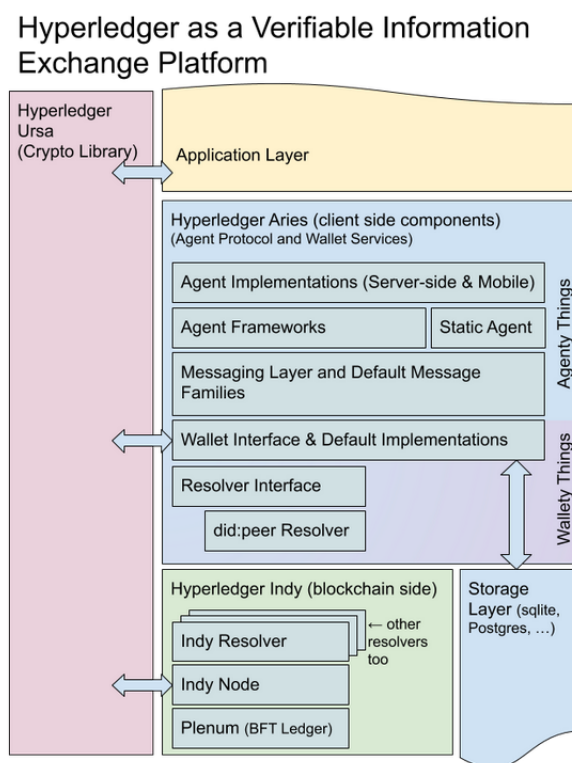 Hyperledger as a Verifiable Information
Exchange Platform
Hyperledger
Ursa
(Crypto Library)
Application Layer
Hyperledger Aries (client side components)
(Agent Protocol and Wallet Services)
Agent Implementations (Server-side & Mobile)
Agent Frameworks
Static Agent
Messaging Layer and Default Message
Families
Agenty Things
Wallet Interface & Default Implementations
Resolver Interface
did:peer Resolver
Wallety Things
Hyperledger Indy (blockchain side)
Indy Resolver
← other
resolvers
too
Indy Node
Plenum (BFT Ledger)
Storage
Layer (sqlite,
Postgres, …)